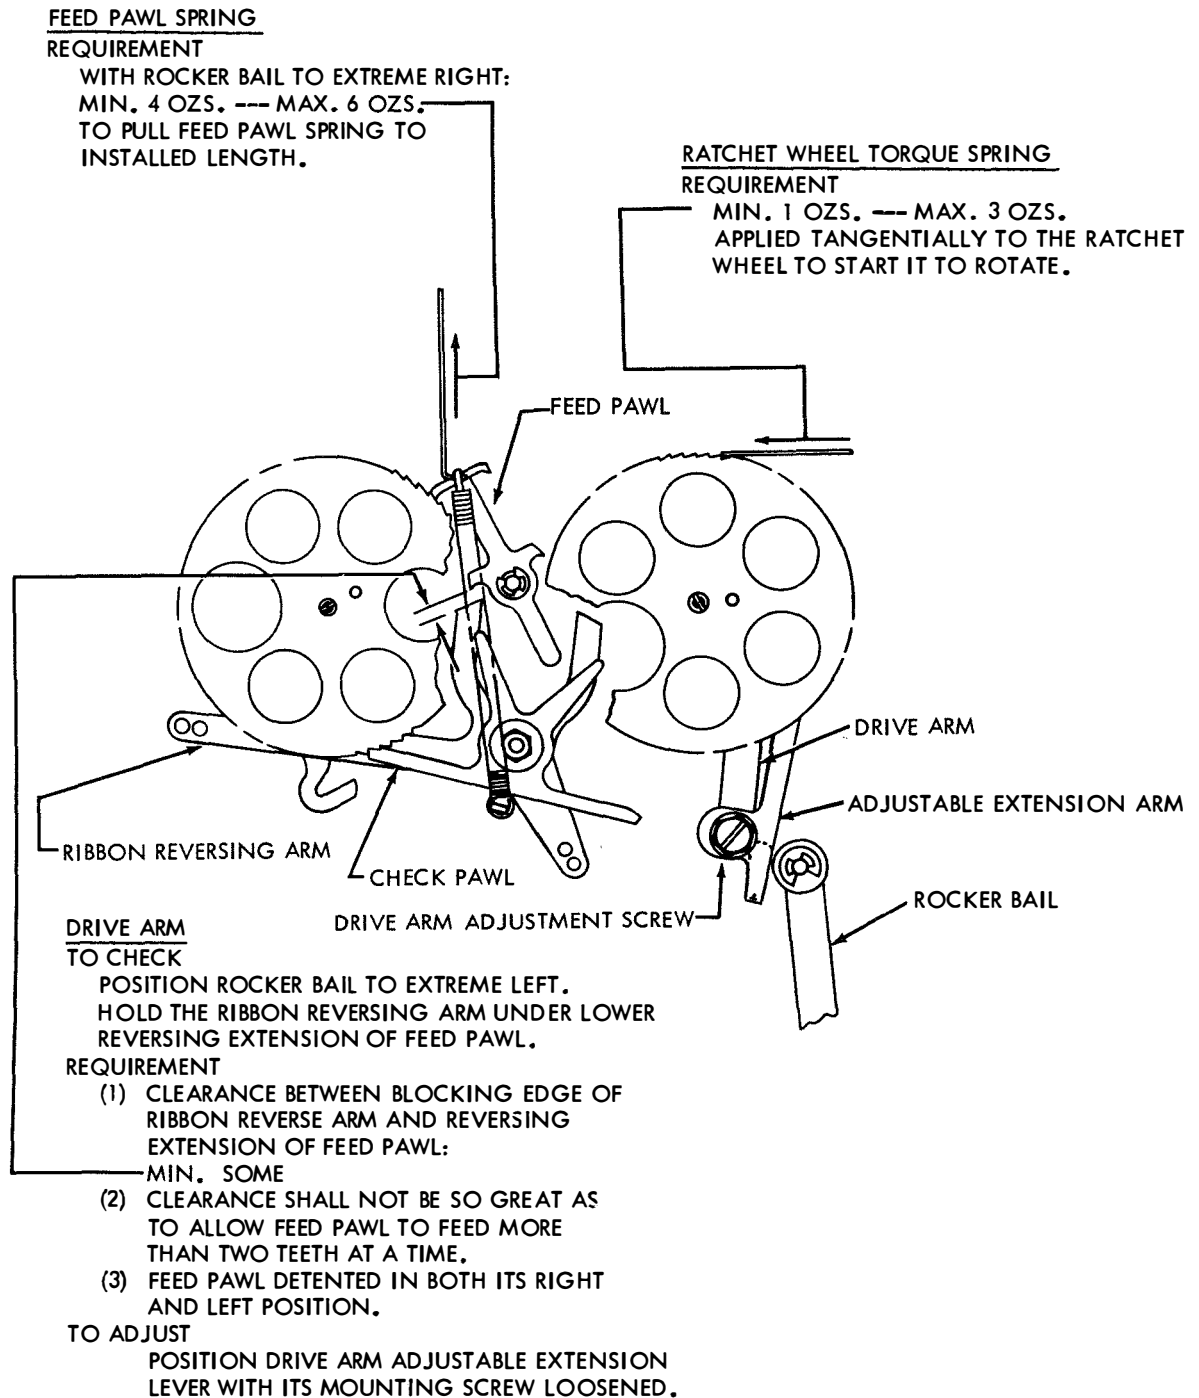 FEED PAWL SPRING
REQUIREMENT
WITH ROCKER BAIL TO EXTREME RIGHT:
MIN. 4 OZS. --- MAX. 6 OZS.
TO PULL FEED PAWL SPRING TO
INSTALLED LENGTH.
RATCHET WHEEL TORQUE SPRING
REQUIREMENT
MIN. 1 OZS. --- MAX. 3 OZS.
APPLIED TANGENTIALLY TO THE RATCHET
WHEEL TO START IT TO ROTATE.
FEED PAWL
DRIVE ARM
ADJUSTABLE EXTENSION ARM
RIBBON REVERSING ARM
CHECK PAWL
DRIVE ARM ADJUSTMENT SCREW
ROCKER BAIL
DRIVE ARM
TO CHECK
POSITION ROCKER BAIL TO EXTREME LEFT.
HOLD THE RIBBON REVERSING ARM UNDER LOWER
REVERSING EXTENSION OF FEED PAWL.
REQUIREMENT
(1) CLEARANCE BETWEEN BLOCKING EDGE OF
RIBBON REVERSE ARM AND REVERSING
EXTENSION OF FEED PAWL:
MIN. SOME
(2) CLEARANCE SHALL NOT BE SO GREAT AS
TO ALLOW FEED PAWL TO FEED MORE
THAN TWO TEETH AT A TIME.
(3) FEED PAWL DETENTED IN BOTH ITS RIGHT
AND LEFT POSITION.
TO ADJUST
POSITION DRIVE ARM ADJUSTABLE EXTENSION
LEVER WITH ITS MOUNTING SCREW LOOSENED.